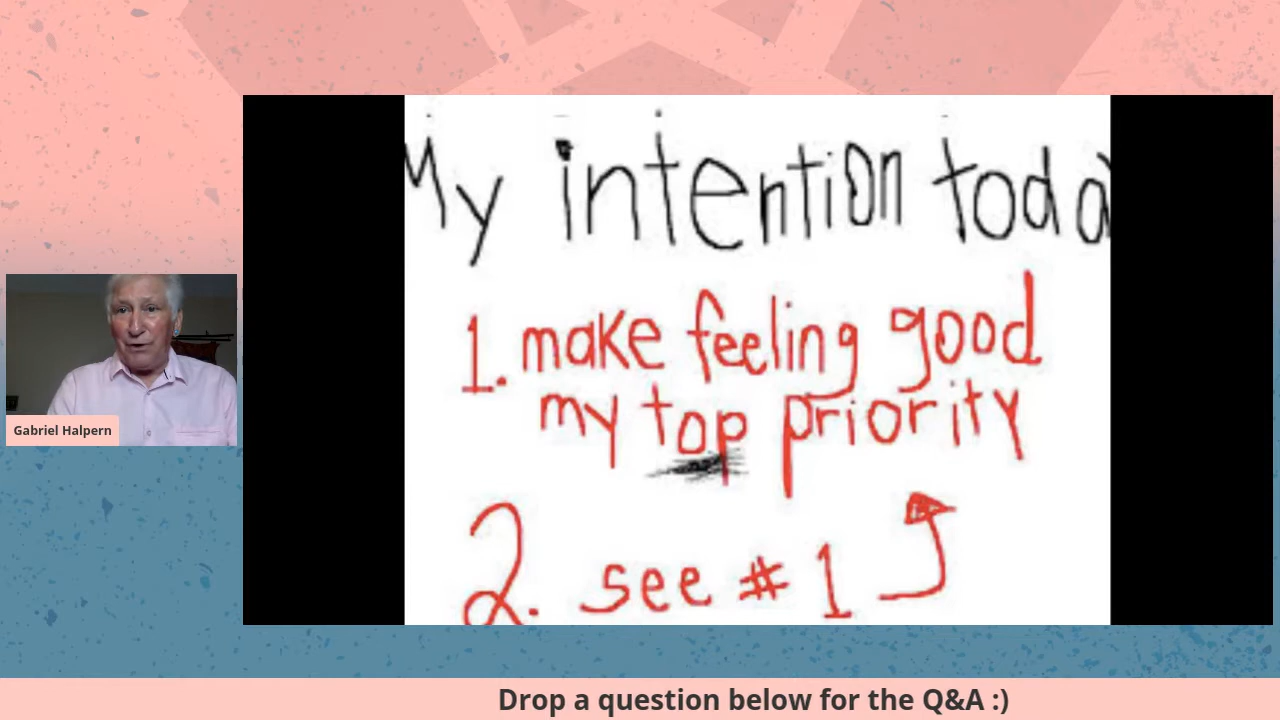 My intention toda
1. make feeling good
my top priority
2. see # 1
Gabriel Halpern
Drop a question below for the Q&A :)